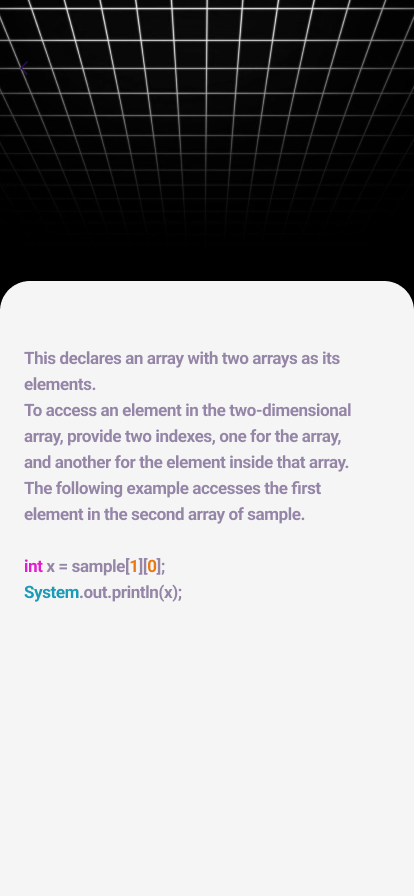 This declares an array with two arrays as its
elements.
To access an element in the two-dimensional
array, provide two indexes, one for the array,
and another for the element inside that array.
The following example accesses the first
element in the second array of sample.
int x = sample[1][0];
System.out.println(x);